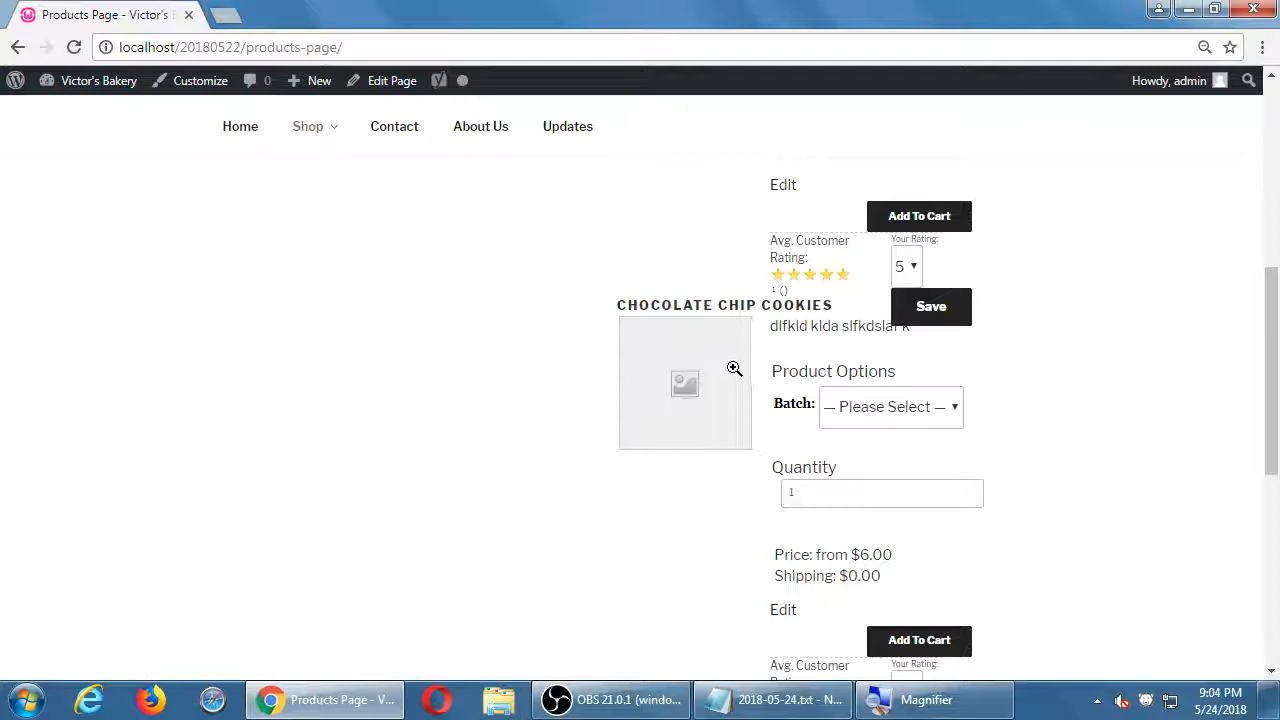 Products Page - Victor's B
localhost/20180522/products-page/
Victor's Bakery
Customize
0
New
Edit Page
Howdy, admin
Home
Shop
Contact
About Us
Updates
Edit
Add To Cart
Avg. Customer
Rating:
Your Rating:
5
1 ()
Save
CHOCOLATE CHIP COOKIES
dlfkld klda slfkdslaf k
Product Options
Batch:
— Please Select —
Quantity
1
Price: from $6.00
Shipping: $0.00
Edit
Add To Cart
Avg. Customer
Your Rating:
Products Page - V...
OBS 21.0.1 (windo...
2018-05-24.txt - N...
Magnifier
9:04 PM
5/24/2018